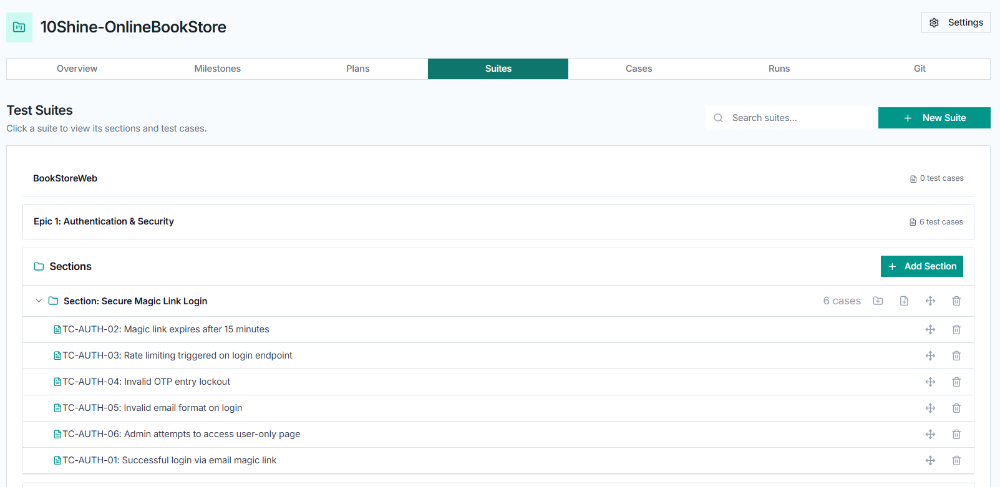 10Shine-OnlineBookStore
Settings
Overview
Milestones
Plans
Suites
Cases
Runs
Git
Test Suites
Click a suite to view its sections and test cases.
Search suites...
New Suite
BookStoreWeb
0 test cases
Epic 1: Authentication & Security
6 test cases
Sections
Add Section
Section: Secure Magic Link Login
6 cases
TC-AUTH-02: Magic link expires after 15 minutes
TC-AUTH-03: Rate limiting triggered on login endpoint
TC-AUTH-04: Invalid OTP entry lockout
TC-AUTH-05: Invalid email format on login
TC-AUTH-06: Admin attempts to access user-only page
TC-AUTH-01: Successful login via email magic link